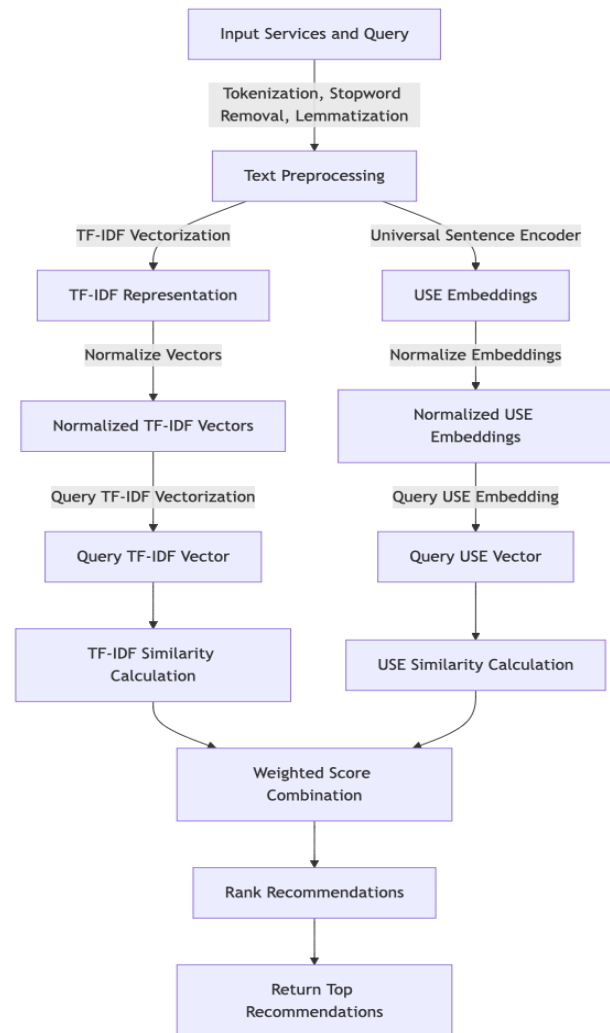 Input Services and Query
Tokenization, Stopword
Removal, Lemmatization
Text Preprocessing
TF-IDF Vectorization
Universal Sentence Encoder
TF-IDF Representation
USE Embeddings
Normalize Vectors
Normalize Embeddings
Normalized TF-IDF Vectors
Normalized USE
Embeddings
Query TF-IDF Vectorization
Query USE Embedding
Query TF-IDF Vector
Query USE Vector
TF-IDF Similarity
Calculation
USE Similarity Calculation
Weighted Score
Combination
Rank Recommendations
Return Top
Recommendations